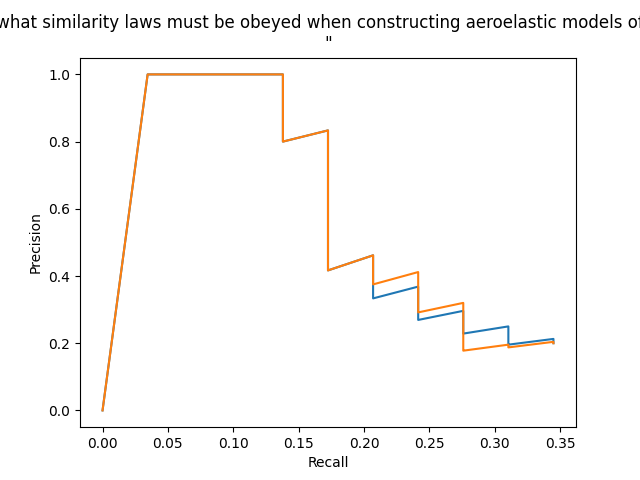 what similarity laws must be obeyed when constructing aeroelastic models of
"
1.0
0.8
0.6
0.4
0.2
0.0
Precision
0.00 0.05 0.10 0.15 0.20 0.25 0.30 0.35
Recall